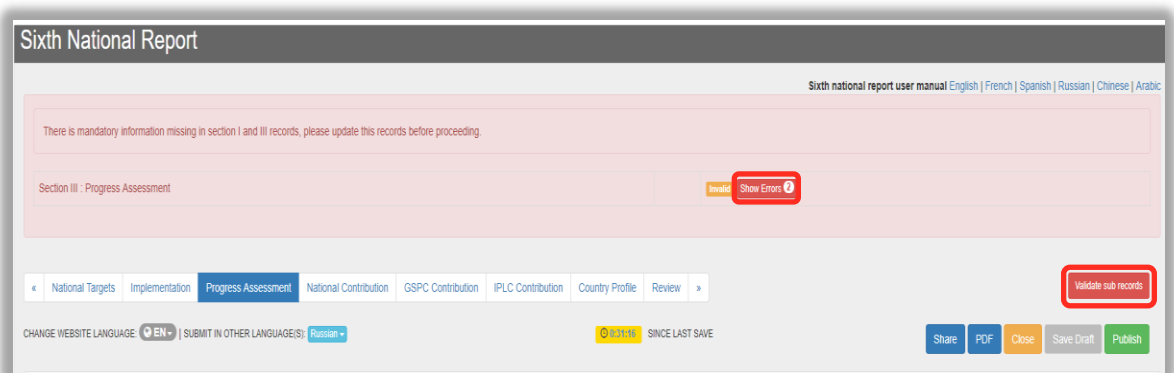 Sixth National Report
Sixth national report user manual English | French | Spanish | Russian | Chinese | Arabic
There is mandatory information missing in section I and III records, please update this records before proceeding.
Section III : Progress Assessment Invalid Show Errors 2
« National Targets Implementation Progress Assessment National Contribution GSPC Contribution IPLC Contribution Country Profile Review » Validate sub records
CHANGE WEBSITE LANGUAGE: EN | SUBMIT IN OTHER LANGUAGE(S): Russian 0:31:16 SINCE LAST SAVE
Share PDF Close Save Draft Publish